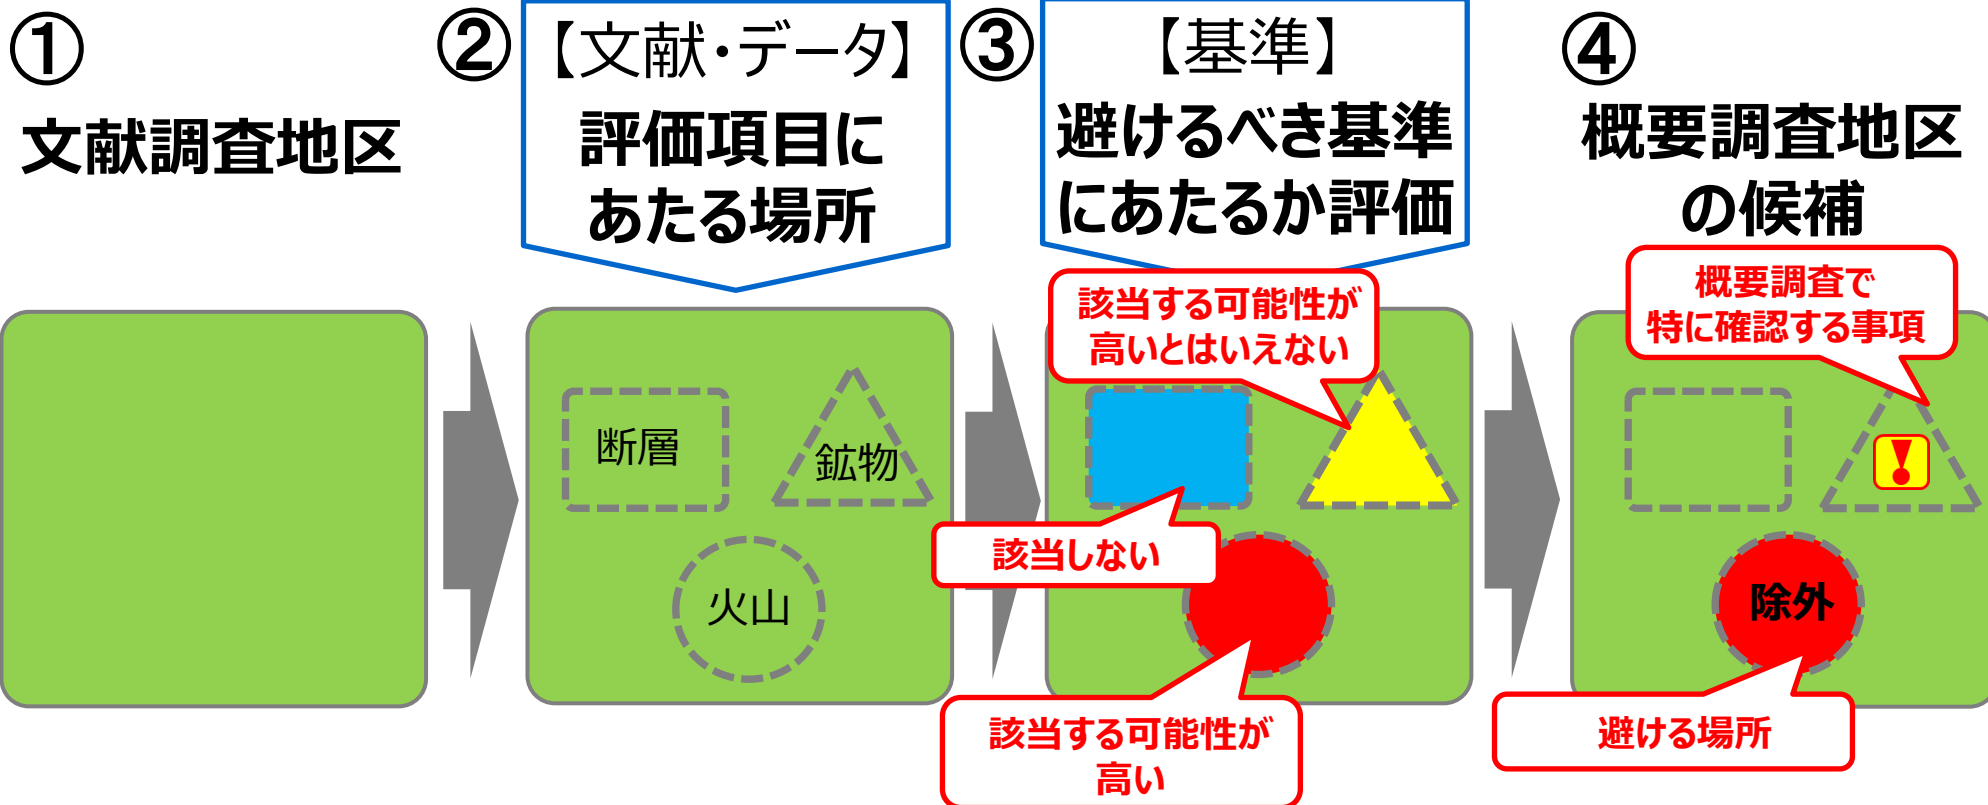 ①
文献調査地区
②
【文献・データ】
評価項目に
あたる場所
断層
鉱物
火山
③
【基準】
避けるべき基準
にあたるか評価
該当する可能性が
高いとはいえない
該当しない
該当する可能性が
高い
④
概要調査地区
の候補
概要調査で
特に確認する事項
!
除外
避ける場所